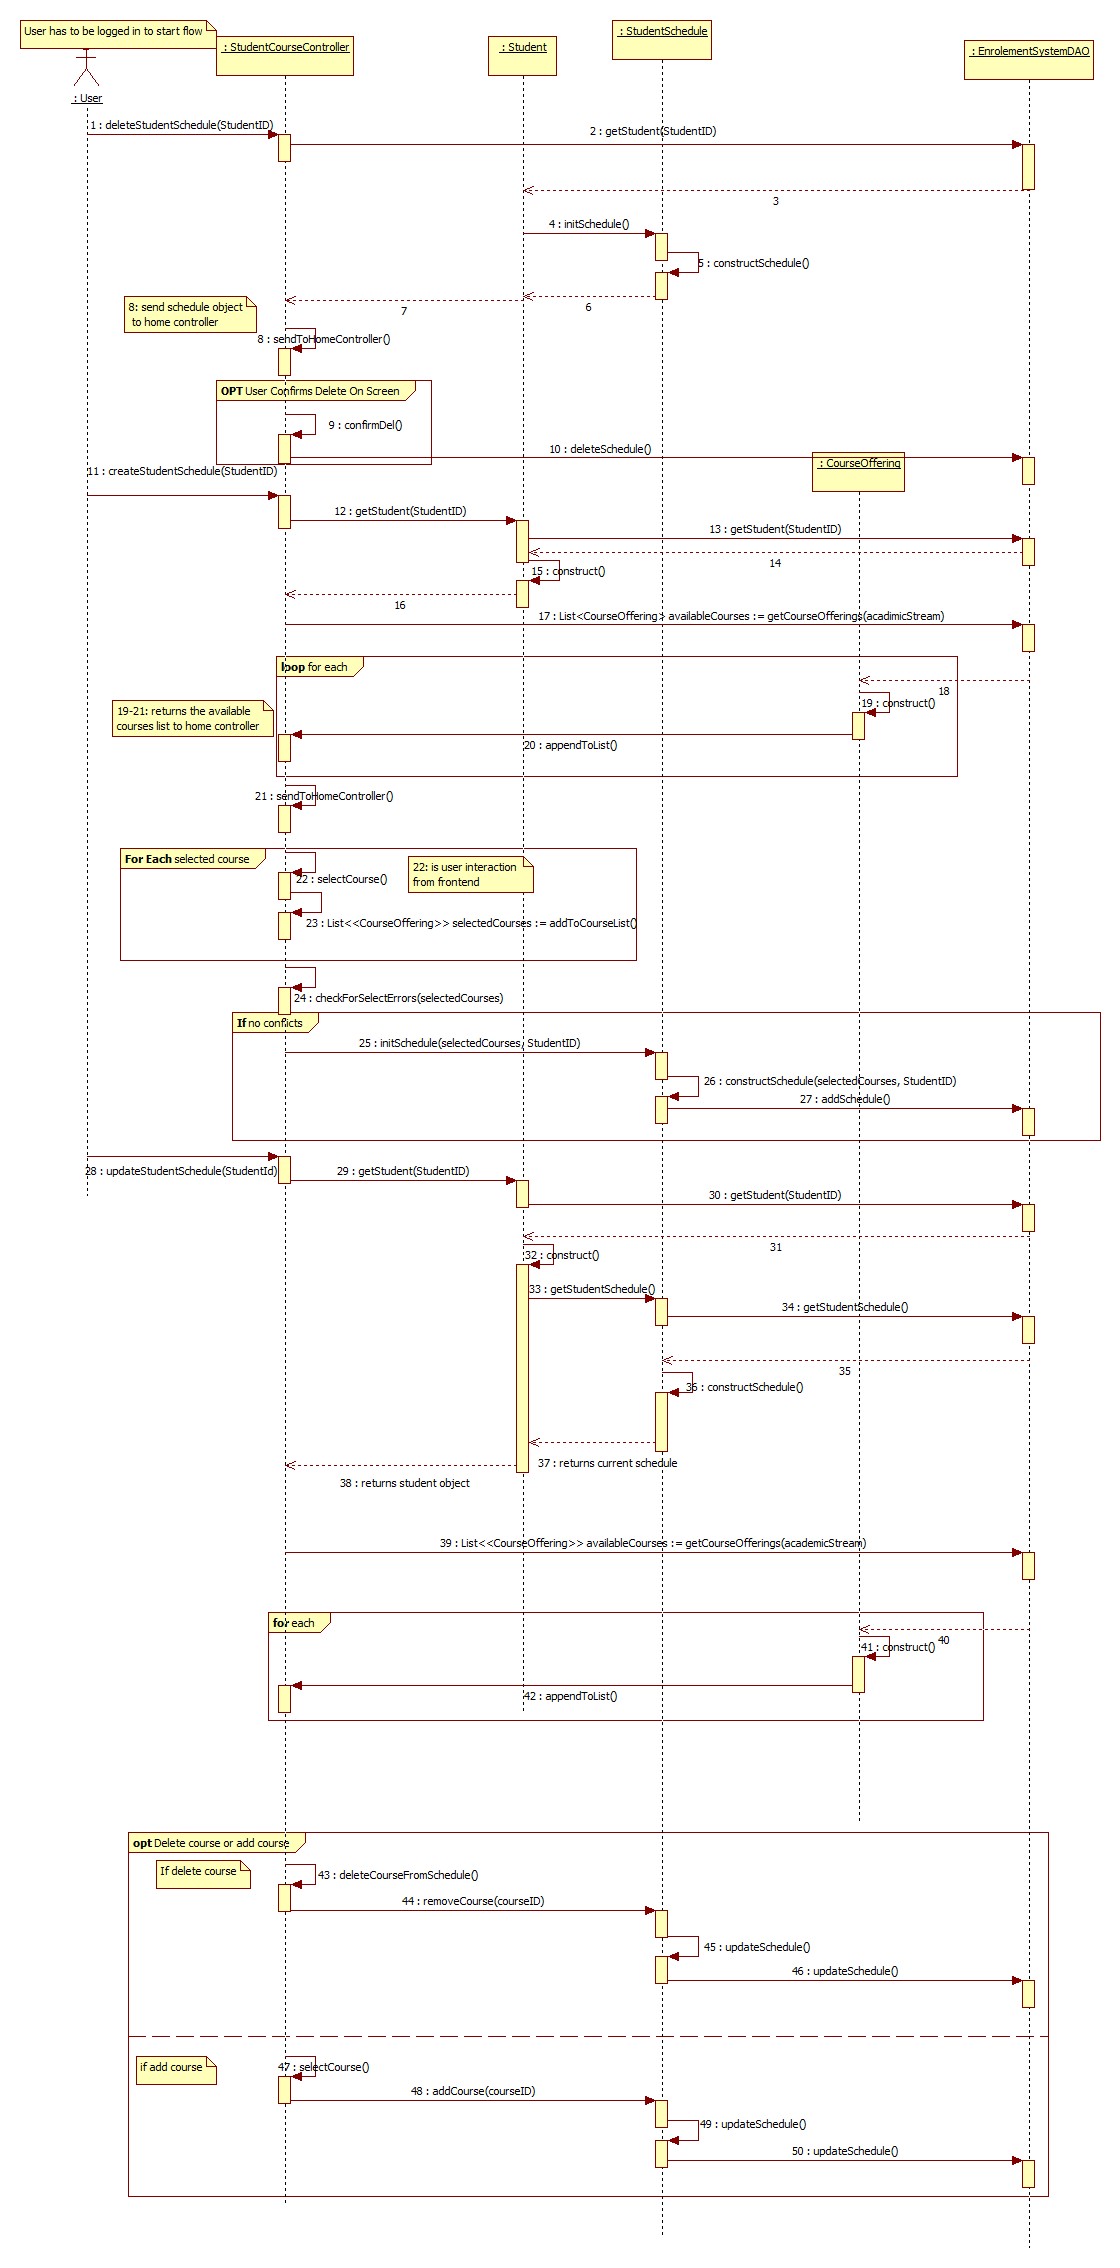 User has to be logged in to start flow
: StudentCourseController
: Student
: StudentSchedule
: EnrolementSystemDAO
: User
1 : deleteStudentSchedule(StudentID)
2 : getStudent(StudentID)
3
4 : initSchedule()
5 : constructSchedule()
6
7
8: send schedule object
to home controller
8 : sendToHomeController()
OPT User Confirms Delete On Screen
9 : confirmDel()
10 : deleteSchedule()
: CourseOffering
11 : createStudentSchedule(StudentID)
12 : getStudent(StudentID)
13 : getStudent(StudentID)
14
15 : construct()
16
17 : List<CourseOffering> availableCourses := getCourseOfferings(acadimicStream)
loop for each
18
19 : construct()
19-21: returns the available
courses list to home controller
20 : appendToList()
21 : sendToHomeController()
For Each selected course
22: is user interaction
from frontend
22 : selectCourse()
23 : List<<CourseOffering>> selectedCourses := addToCourseList()
24 : checkForSelectErrors(selectedCourses)
If no conflicts
25 : initSchedule(selectedCourses, StudentID)
26 : constructSchedule(selectedCourses, StudentID)
27 : addSchedule()
28 : updateStudentSchedule(StudentId)
29 : getStudent(StudentID)
30 : getStudent(StudentID)
31
32 : construct()
33 : getStudentSchedule()
34 : getStudentSchedule()
35
36 : constructSchedule()
37 : returns current schedule
38 : returns student object
39 : List<<CourseOffering>> availableCourses := getCourseOfferings(academicStream)
for each
40
41 : construct()
42 : appendToList()
opt Delete course or add course
If delete course
43 : deleteCourseFromSchedule()
44 : removeCourse(courseID)
45 : updateSchedule()
46 : updateSchedule()
if add course
47 : selectCourse()
48 : addCourse(courseID)
49 : updateSchedule()
50 : updateSchedule()